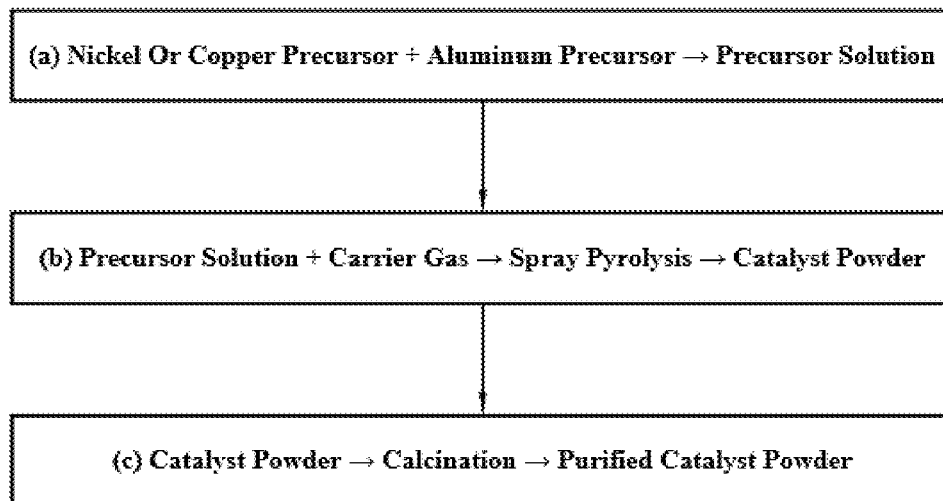 (a) Nickel Or Copper Precursor + Aluminum Precursor → Precursor Solution
(b) Precursor Solution + Carrier Gas → Spray Pyrolysis → Catalyst Powder
(c) Catalyst Powder → Calcination → Purified Catalyst Powder